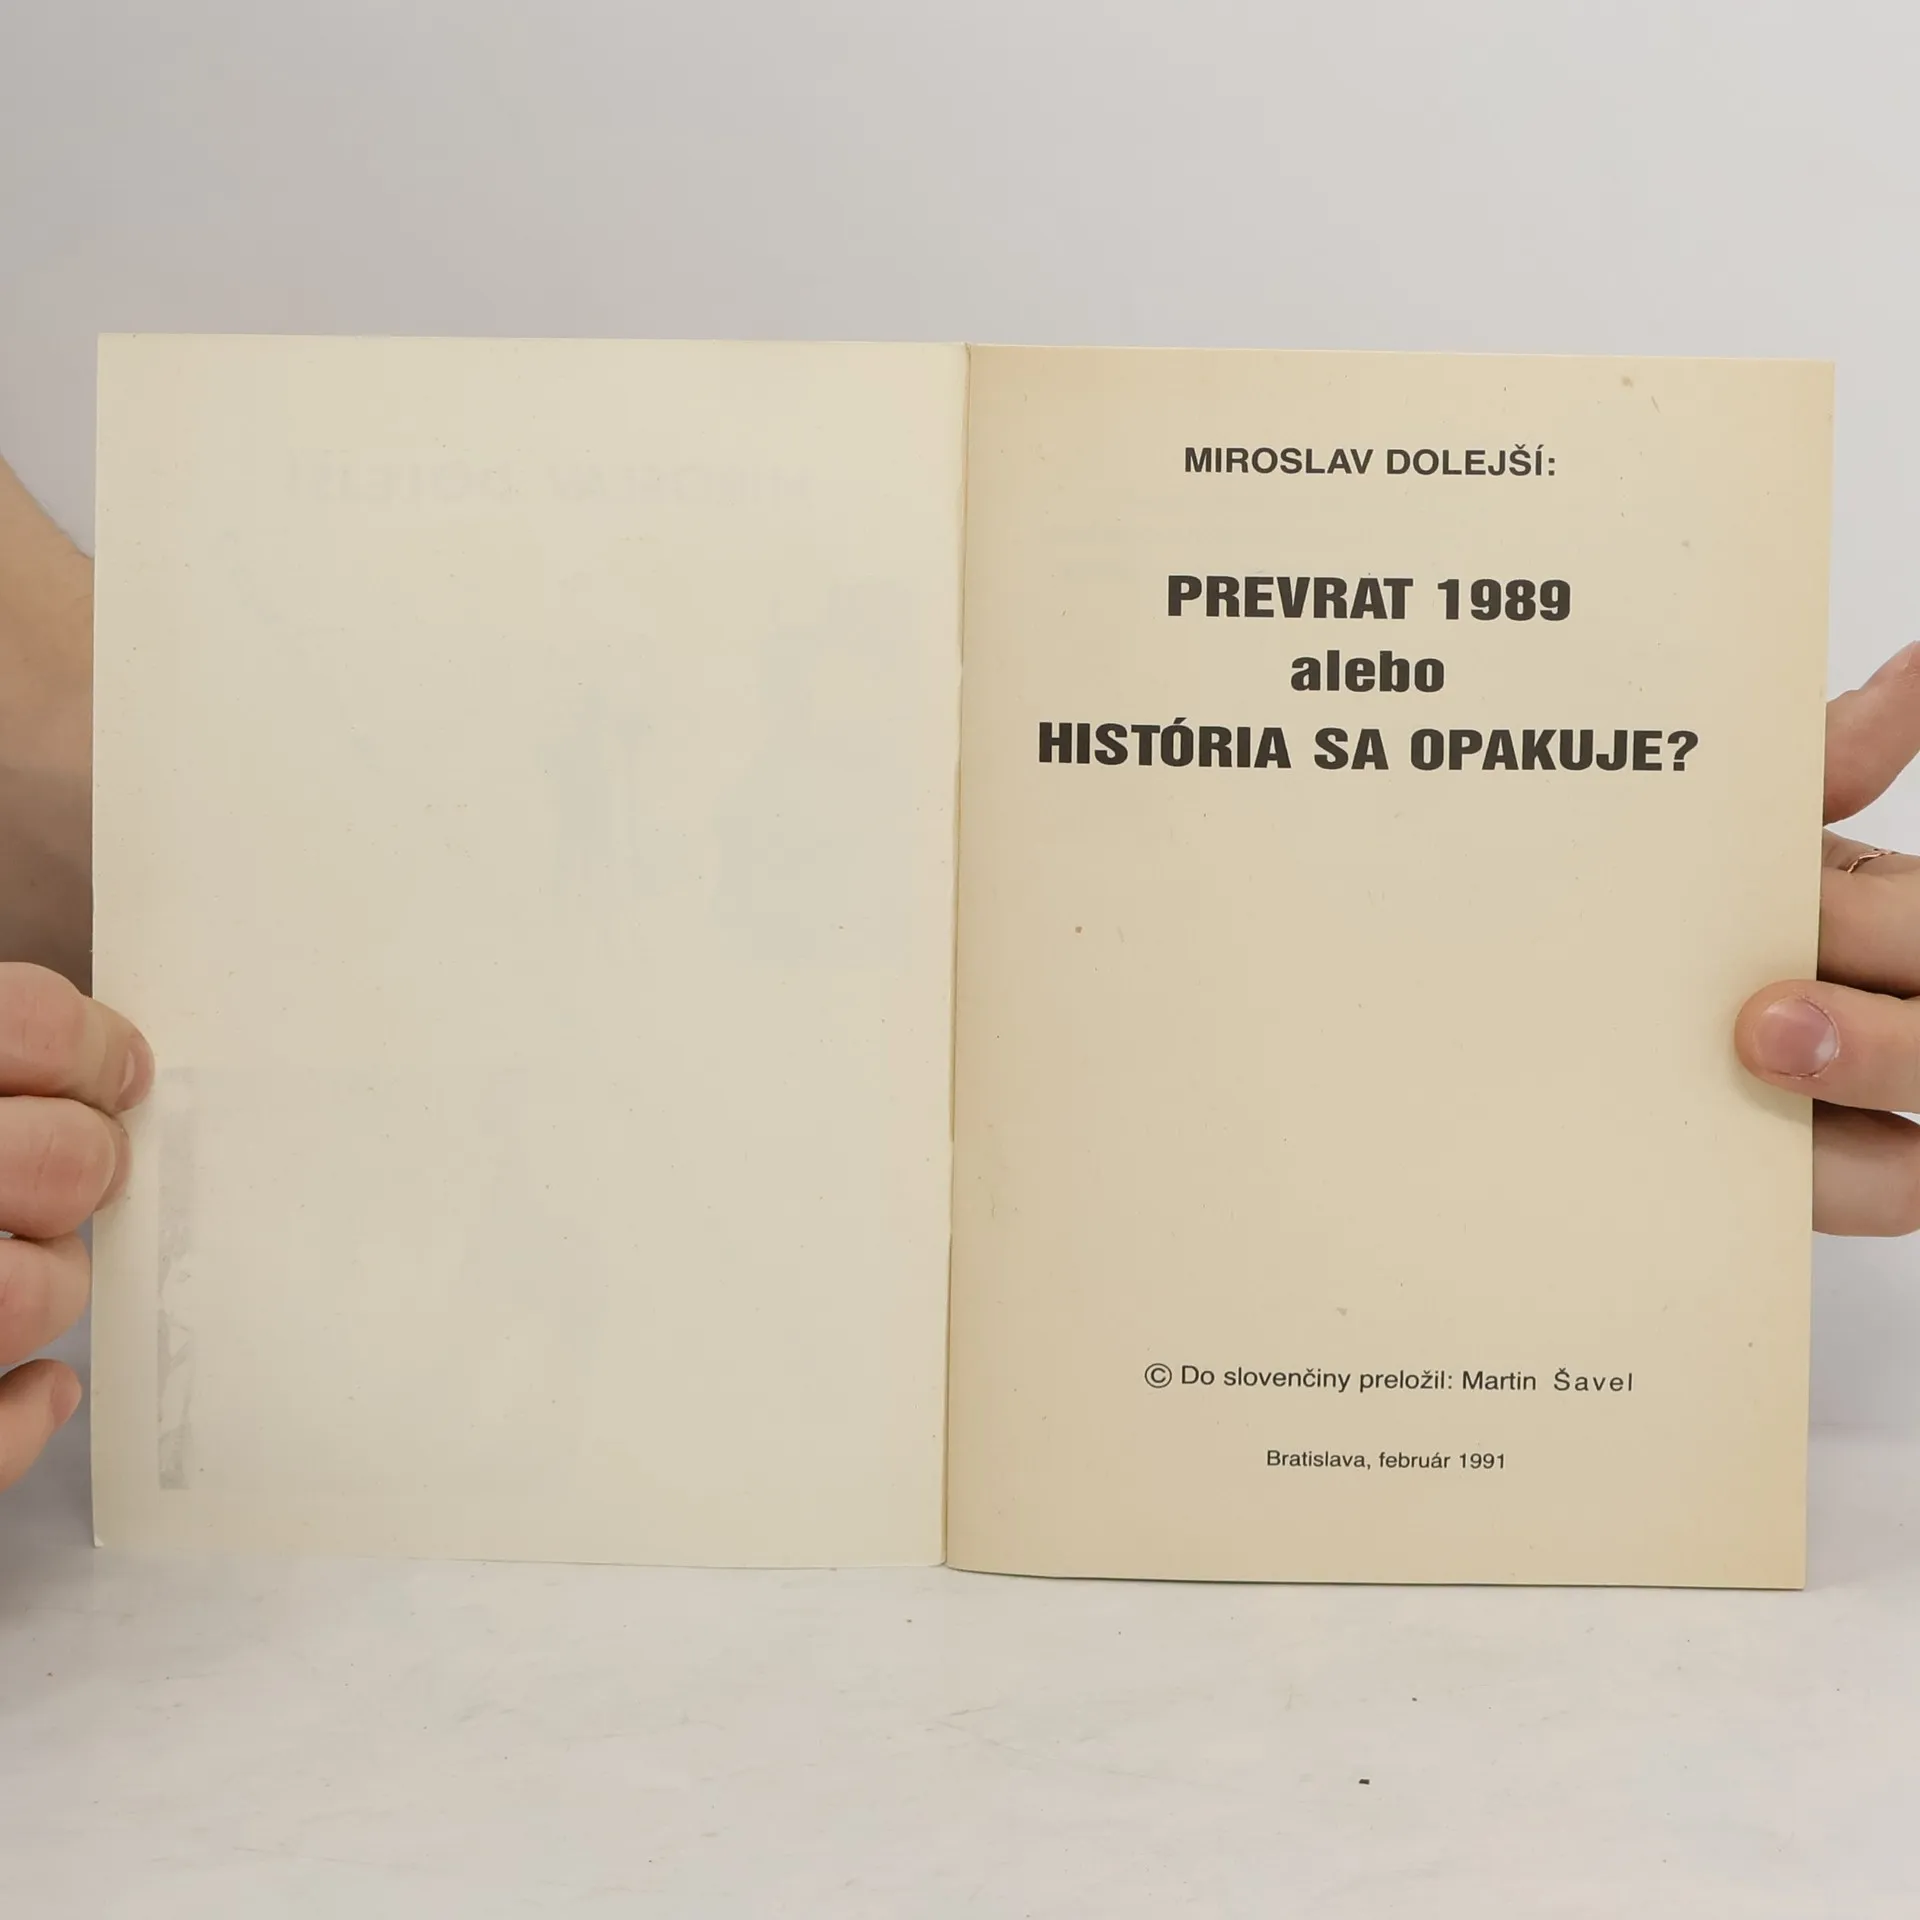 MIROSLAV DOLEJŠÍ:
PREVRAT 1989
alebo
HISTÓRIA SA OPAKUJE?
© Do slovenčiny preložil: Martin Šavel
Bratislava, február 1991